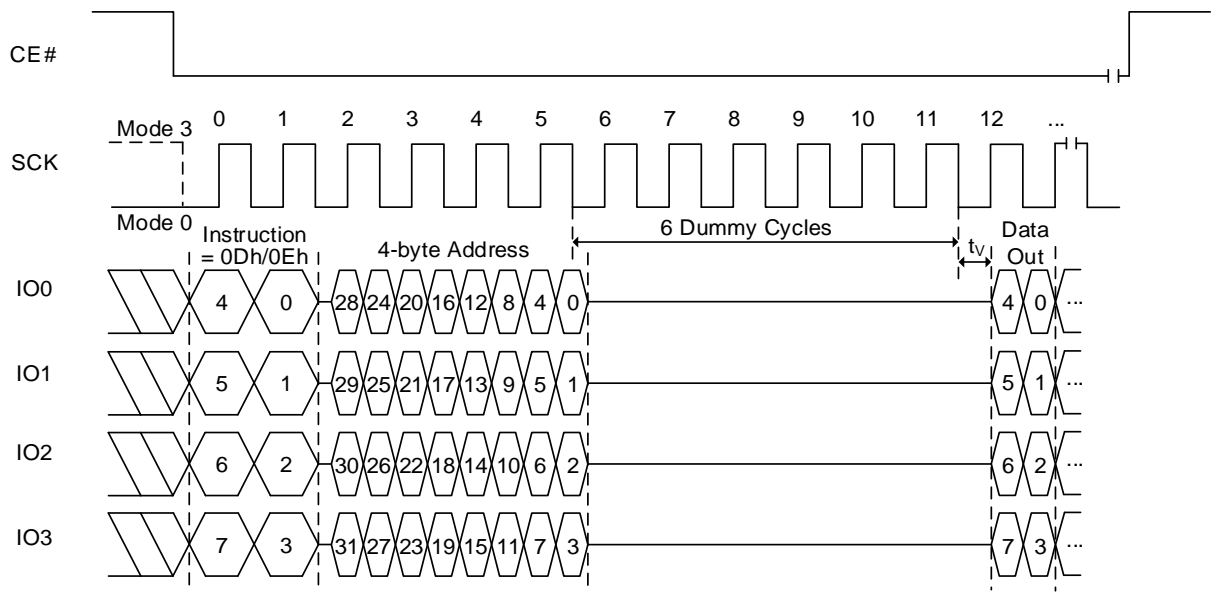 CE#
0 1 2 3 4 5 6 7 8 9 10 11 12 ...
Mode 3
SCK
Mode 0
6 Dummy Cycles
Instruction
= 0Dh/0Eh
4-byte Address
tV
Data
Out
IO0 4 0 28 24 20 16 12 8 4 0 4 0 ...
IO1 5 1 29 25 21 17 13 9 5 1 5 1 ...
IO2 6 2 30 26 22 18 14 10 6 2 6 2 ...
IO3 7 3 31 27 23 19 15 11 7 3 7 3 ...